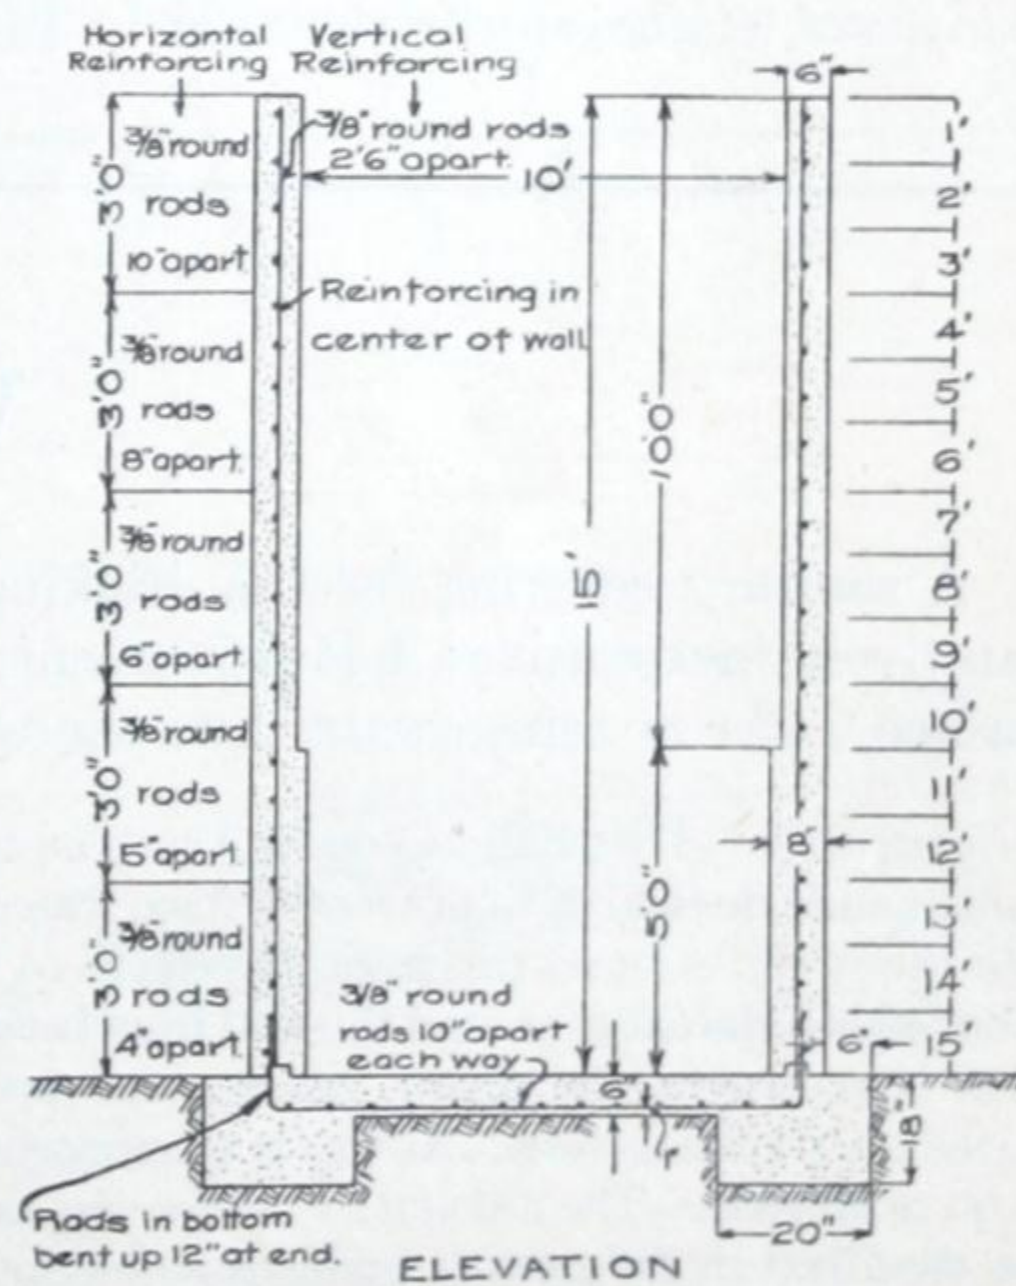 Horizontal Reinforcing
Vertical Reinforcing
6"
3/8" round rods 10" apart
3'0"
3/8" round rods 2'6" apart.
10'
1'
2'
3'
Reinforcing in
center of wall
3/8 round
rods
8" apart.
3'0"
10'0"
4'
5'
6'
3/8 round
rods
6" apart.
3'0"
15'
7'
8'
9'
3/8" round
rods
5" apart.
3'0"
8"
10'
11'
12'
3/8" round
rods
4" apart.
3'0"
5'0"
13'
14'
15'
3/8" round
rods 10" apart
each way
6"
6"
18"
20"
Rods in bottom
bent up 12" at end.
ELEVATION